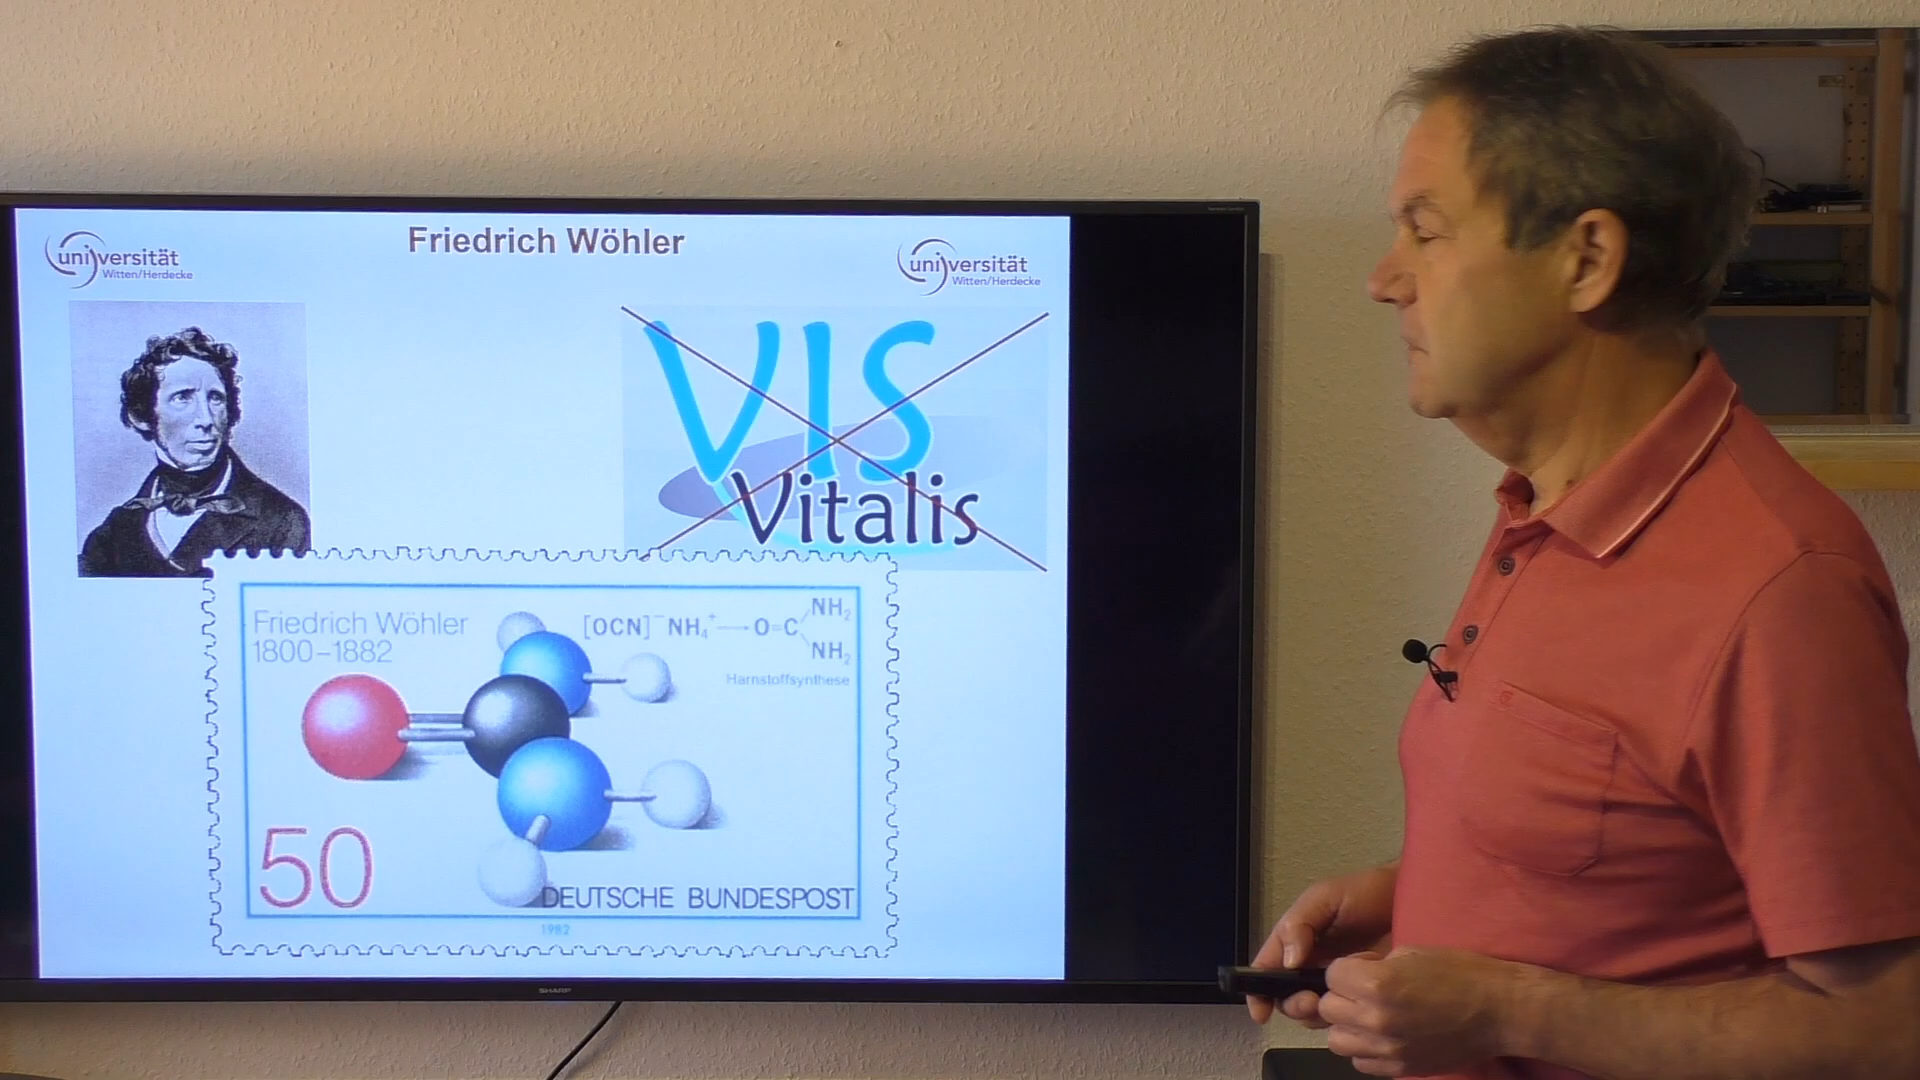 Friedrich Wöhler
universität
Witten/Herdecke
universität
Witten/Herdecke
VIS
Vitalis
Friedrich Wöhler
1800–1882
[OCN]⁻ NH₄⁺ → O=C
NH₂
NH₂
Harnstoffsynthese
50
DEUTSCHE BUNDESPOST
1982
SHARP